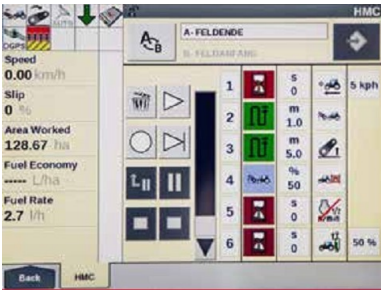 HMC
AUTO
DGPS
A- FELDENDE
B- FELDANFANG
A B
Speed
0.00 km/h
Slip
0 %
Area Worked
128.67 ha
Fuel Economy
----- L/ha
Fuel Rate
2.7 l/h
1 s 0 5 kph
2 m 1.0
3 m 5.0
4 % 50
5 s 0
6 s 0 50 %
Back
HMC